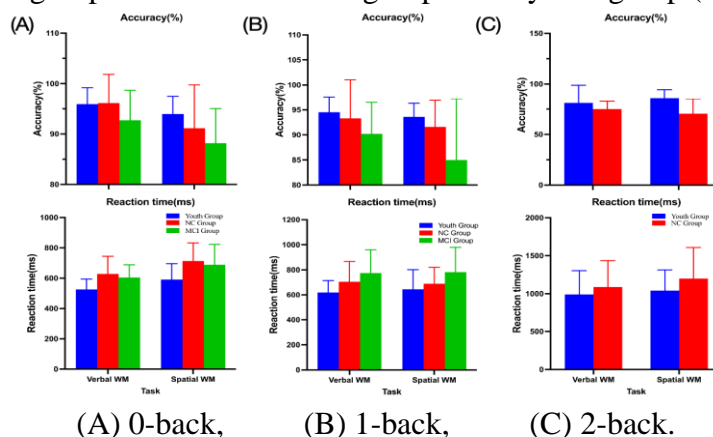 Accuracy(%) Accuracy(%) Accuracy(%)
(A) (B) (C)
110 110 150
105
100 100 100
95
90 90 50
85
80 80 0
Accuracy(%) Accuracy(%) Accuracy(%)
Reaction time(ms) Reaction time(ms) Reaction time(ms)
1000 1200 2000
Youth Group Youth Group Youth Group
NC Group NC Group NC Group
MCI Group MCI Group
800 1000 1500
600 800 1000
400 600 500
200 400 0
0 200
0
Reaction time(ms) Reaction time(ms) Reaction time(ms)
Verbal WM Spatial WM Verbal WM Spatial WM Verbal WM Spatial WM
Task Task Task
(A) 0-back, (B) 1-back, (C) 2-back.